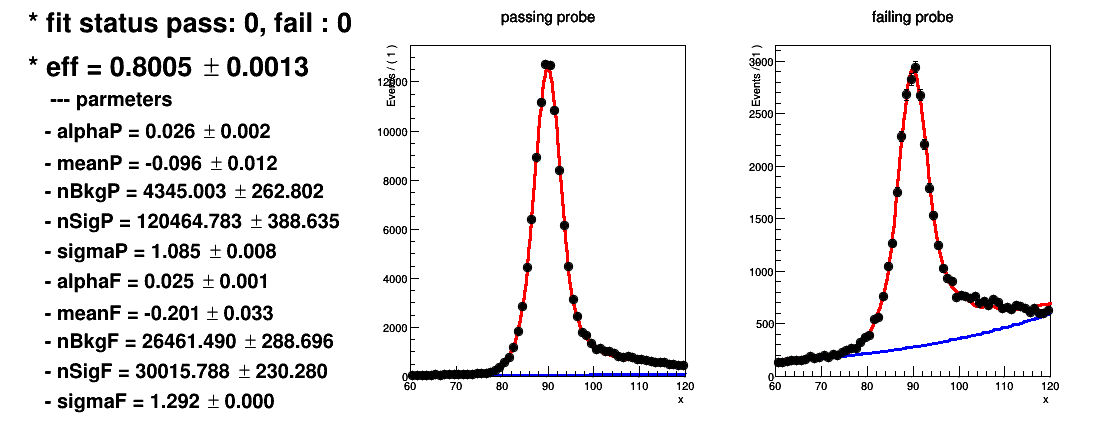 * fit status pass: 0, fail : 0
* eff = 0.8005 ± 0.0013
--- parmeters
- alphaP = 0.026 ± 0.002
- meanP = -0.096 ± 0.012
- nBkgP = 4345.003 ± 262.802
- nSigP = 120464.783 ± 388.635
- sigmaP = 1.085 ± 0.008
- alphaF = 0.025 ± 0.001
- meanF = -0.201 ± 0.033
- nBkgF = 26461.490 ± 288.696
- nSigF = 30015.788 ± 230.280
- sigmaF = 1.292 ± 0.000
passing probe
Events / ( 1 )
12000
10000
8000
6000
4000
2000
0
60 70 80 90 100 110 120
x
failing probe
Events / ( 1 )
3000
2500
2000
1500
1000
500
0
60 70 80 90 100 110 120
x